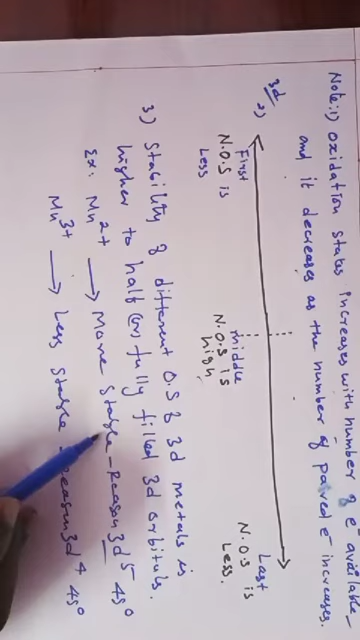 Note:1) Oxidation states increases with number of e⁻ available
and it decreases as the number of paired e⁻ increases.
3d
2)
First middle Last
N.O.S is N.O.S is N.O.S is
Less high Less.
3) Stability of different O.S of 3d metals is
higher to half (or) fully filled 3d orbitals.
Ex: Mn²⁺ → More Stable - Reason 3d⁵ 4s⁰
Mn³⁺ → Less Stable - Reason 3d⁴ 4s⁰